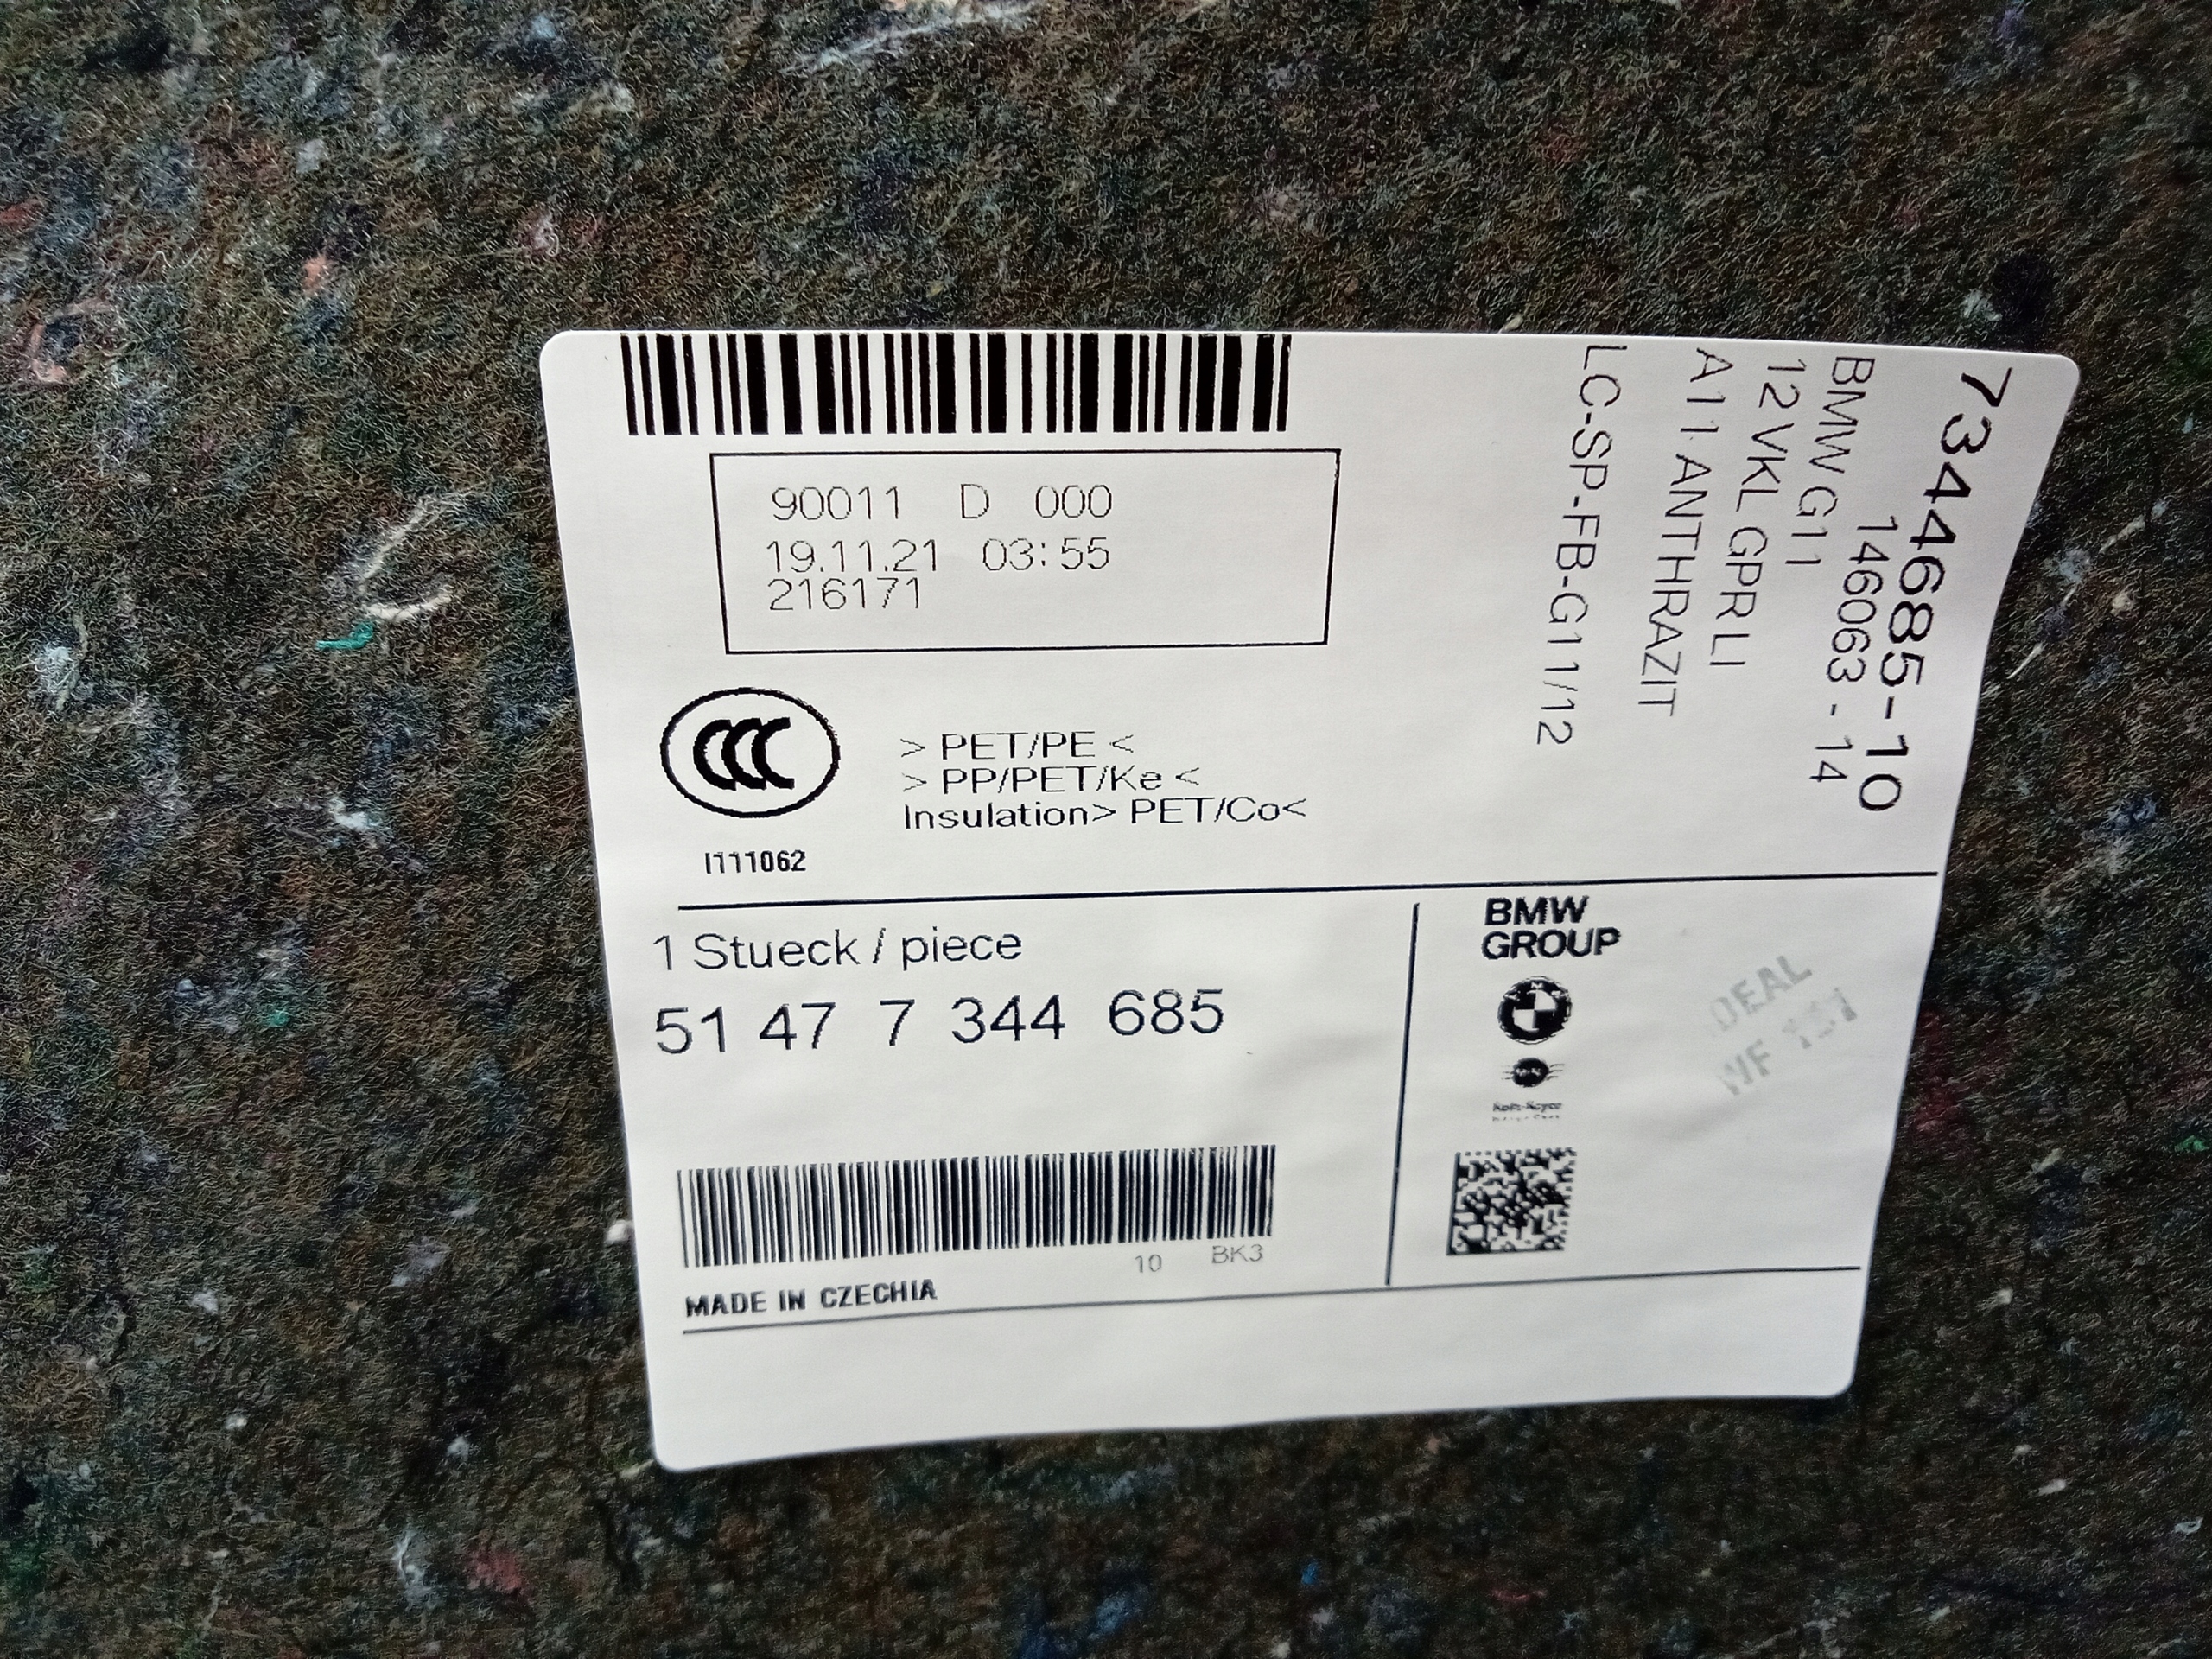 90011 D 000
19.11.21 03:55
216171
> PET/PE <
> PP/PET/Ke <
Insulation> PET/Co<
I111062
7344685-10
146063 - 14
BMW G11
12 VKL GPR LI
A11 ANTHRAZIT
LC-SP-FB-G11/12
1 Stueck / piece
51 47 7 344 685
10 BK3
MADE IN CZECHIA
BMW
GROUP
WF